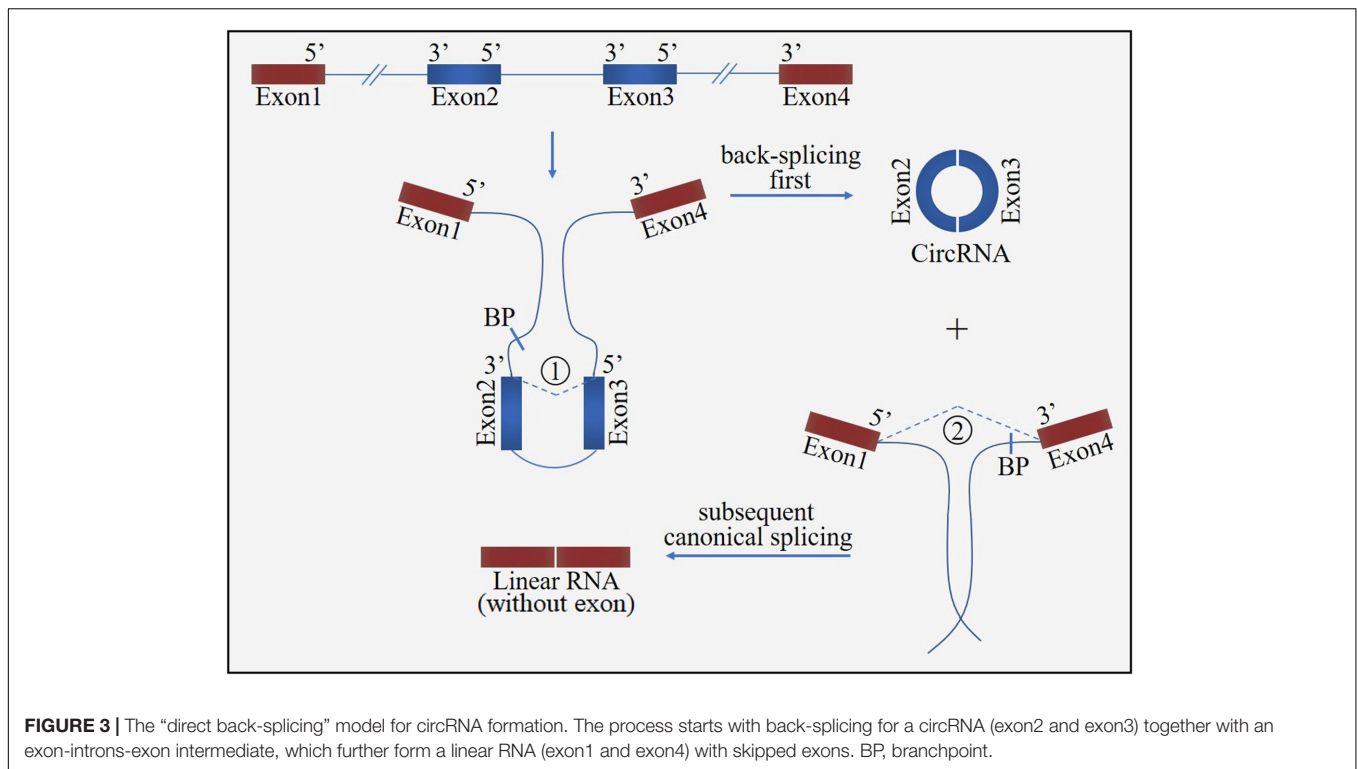 5’ 3’ 5’ 3’ 5’ 3’
Exon1 Exon2 Exon3 Exon4
back-splicing
first
5’ 3’
Exon1 Exon4
Exon2 Exon3
CircRNA
BP
+
3’ ① 5’
Exon2 Exon3
5’ 3’
②
Exon1 BP Exon4
subsequent
canonical splicing
Linear RNA
(without exon)
FIGURE 3 | The “direct back-splicing” model for circRNA formation. The process starts with back-splicing for a circRNA (exon2 and exon3) together with an
exon-introns-exon intermediate, which further form a linear RNA (exon1 and exon4) with skipped exons. BP, branchpoint.